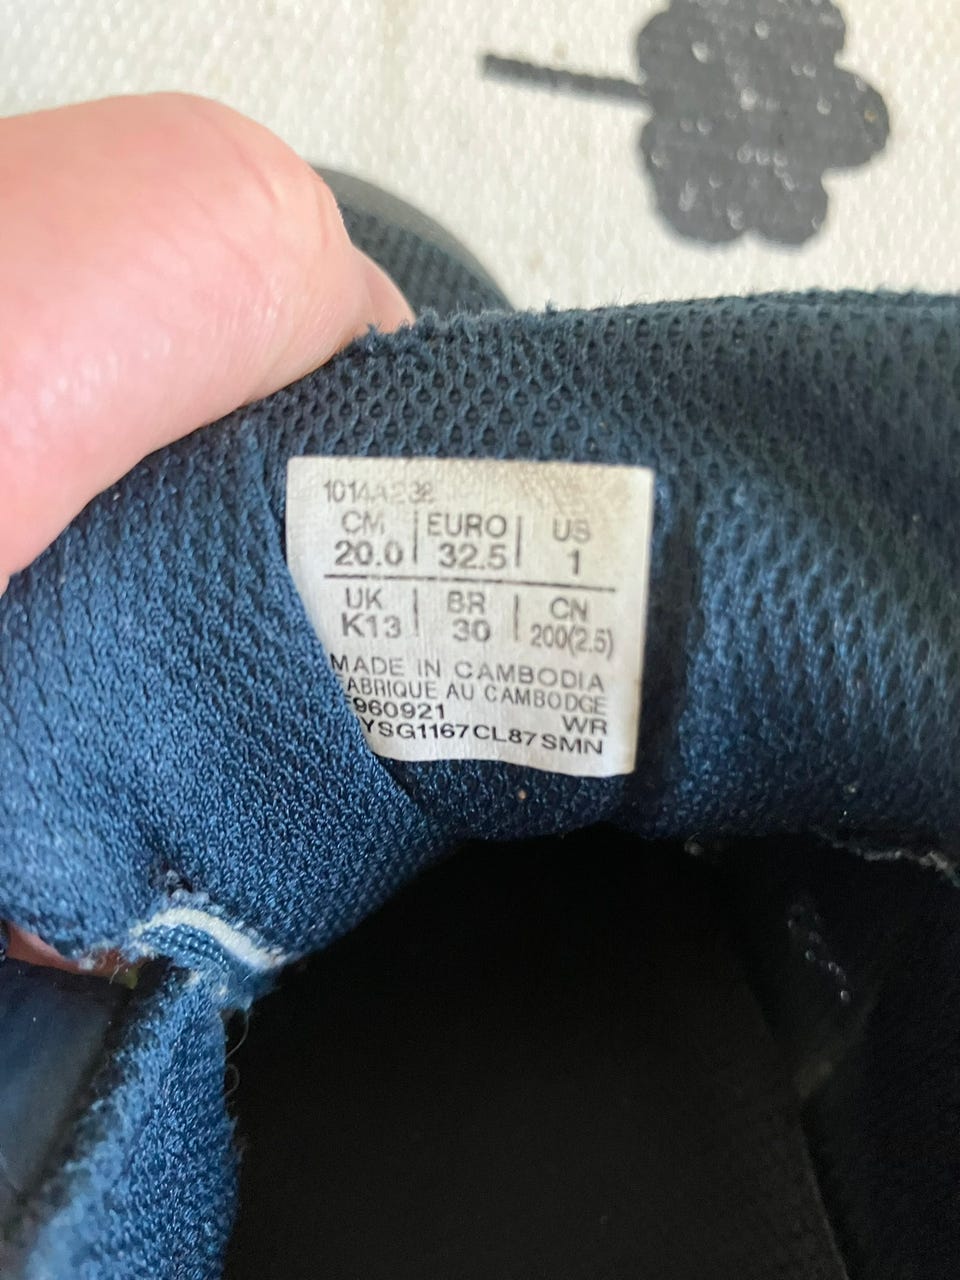 CM | EURO | US
20.0 | 32.5 | 1
UK | BR | CN
K13 | 30 | 200(2.5)
MADE IN CAMBODIA
FABRIQUE AU CAMBODGE
960921 WR
YSG1167CL87SMN